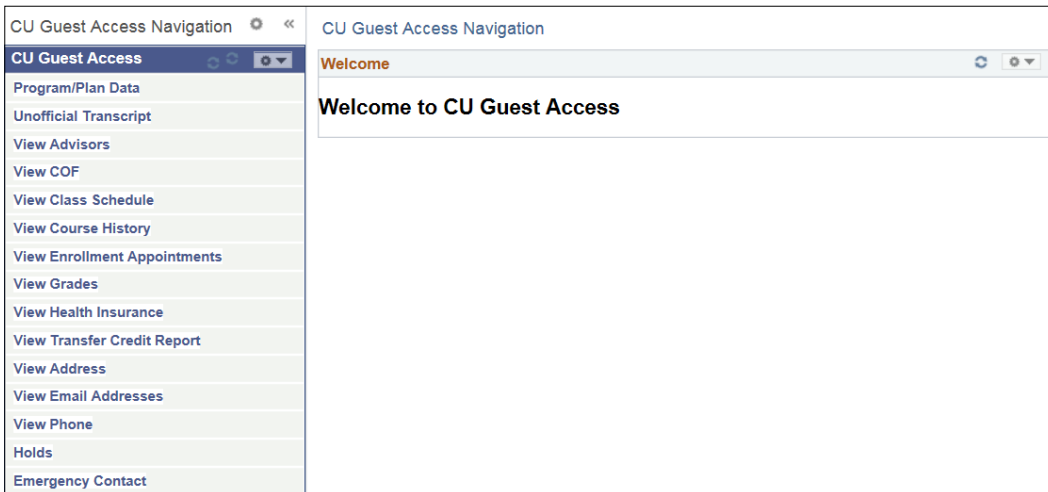 CU Guest Access Navigation
CU Guest Access
Program/Plan Data
Unofficial Transcript
View Advisors
View COF
View Class Schedule
View Course History
View Enrollment Appointments
View Grades
View Health Insurance
View Transfer Credit Report
View Address
View Email Addresses
View Phone
Holds
Emergency Contact
CU Guest Access Navigation
Welcome
Welcome to CU Guest Access